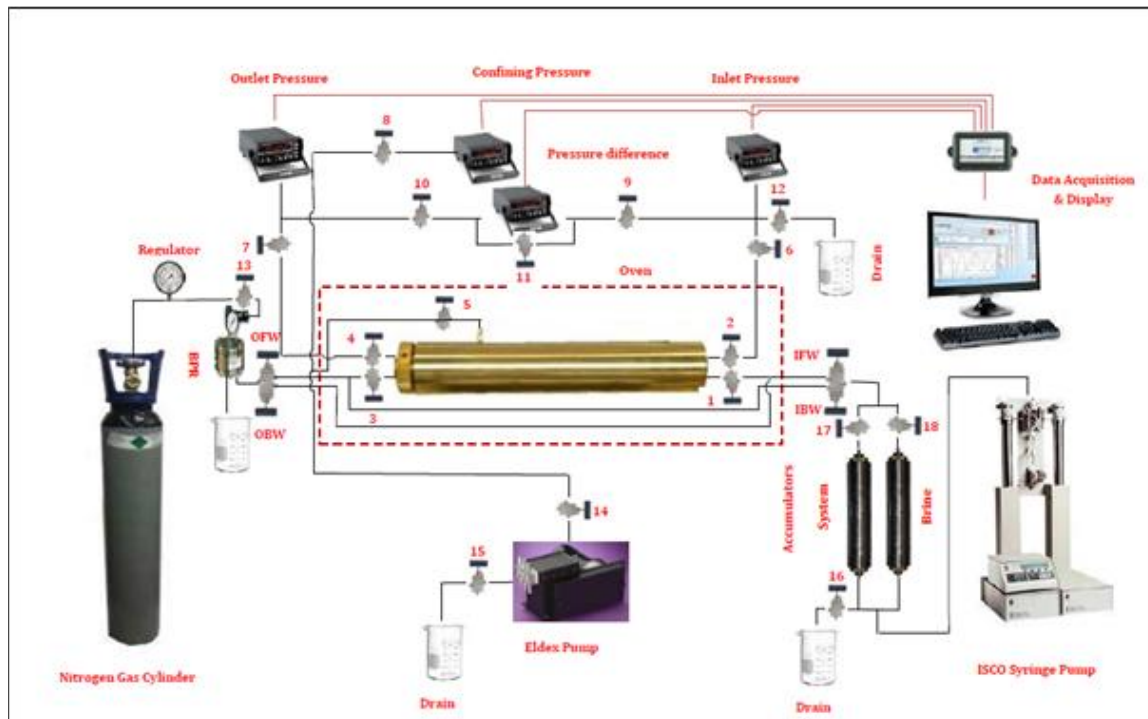 Outlet Pressure
Confining Pressure
Inlet Pressure
8
Pressure difference
Data Acquisition
& Display
10
9
12
7
6
Regulator
13
11
Drain
Oven
5
4
2
OFW
BPR
IFW
3
1
OBW
IBW
17
18
Accumulators
System
Brine
14
15
16
Nitrogen Gas Cylinder
Eldex Pump
ISCO Syringe Pump
Drain
Drain